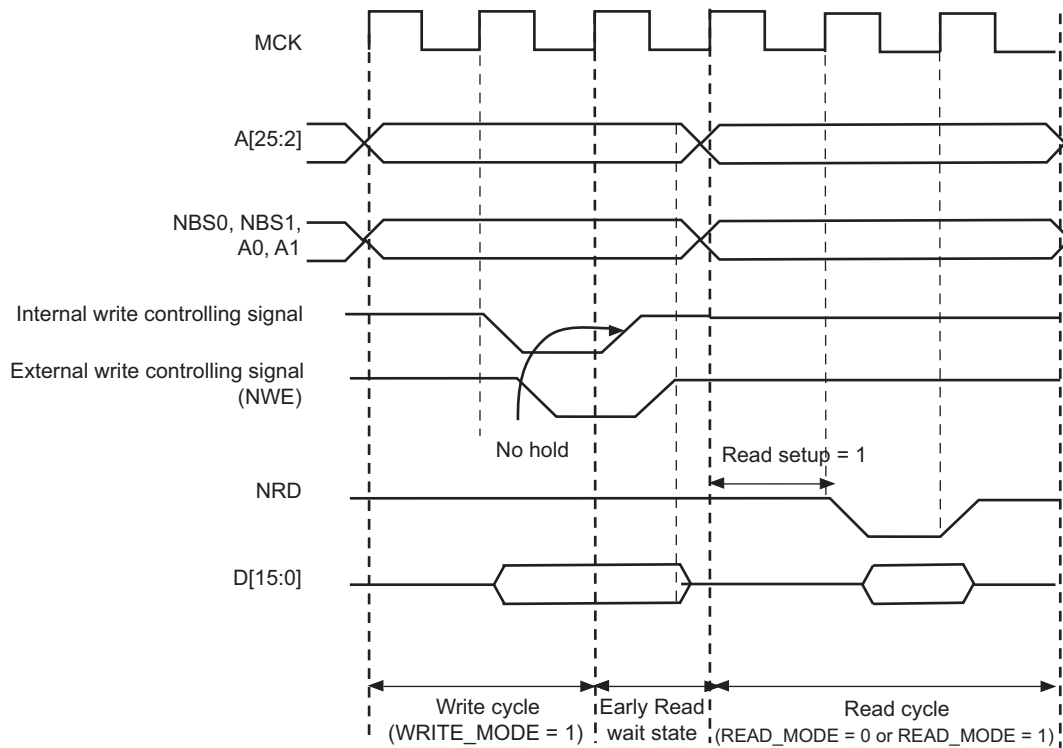 MCK
A[25:2]
NBS0, NBS1,
A0, A1
Internal write controlling signal
External write controlling signal
(NWE)
No hold
Read setup = 1
NRD
D[15:0]
Write cycle
(WRITE_MODE = 1)
Early Read
wait state
Read cycle
(READ_MODE = 0 or READ_MODE = 1)